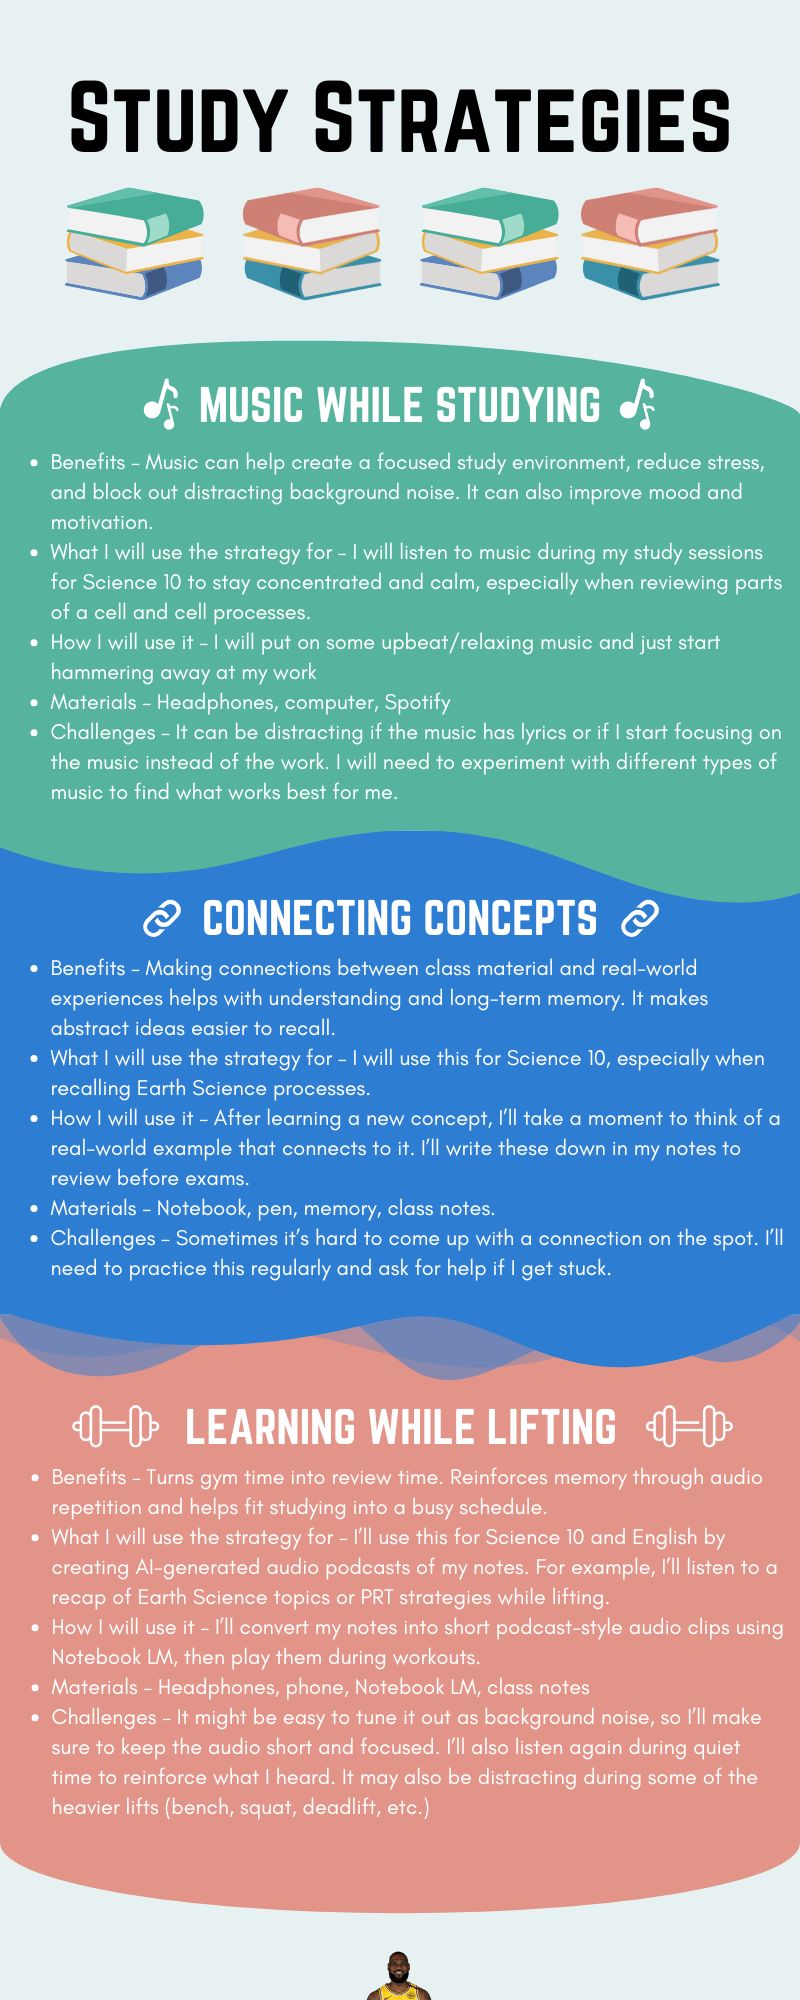 STUDY STRATEGIES
MUSIC WHILE STUDYING
• Benefits - Music can help create a focused study environment, reduce stress,
and block out distracting background noise. It can also improve mood and
motivation.
• What I will use the strategy for - I will listen to music during my study sessions
for Science 10 to stay concentrated and calm, especially when reviewing parts
of a cell and cell processes.
• How I will use it - I will put on some upbeat/relaxing music and just start
hammering away at my work
• Materials - Headphones, computer, Spotify
• Challenges - It can be distracting if the music has lyrics or if I start focusing on
the music instead of the work. I will need to experiment with different types of
music to find what works best for me.
CONNECTING CONCEPTS
• Benefits - Making connections between class material and real-world
experiences helps with understanding and long-term memory. It makes
abstract ideas easier to recall.
• What I will use the strategy for - I will use this for Science 10, especially when
recalling Earth Science processes.
• How I will use it - After learning a new concept, I'll take a moment to think of a
real-world example that connects to it. I'll write these down in my notes to
review before exams.
• Materials - Notebook, pen, memory, class notes.
• Challenges - Sometimes it's hard to come up with a connection on the spot. I'll
need to practice this regularly and ask for help if I get stuck.
LEARNING WHILE LIFTING
• Benefits - Turns gym time into review time. Reinforces memory through audio
repetition and helps fit studying into a busy schedule.
• What I will use the strategy for - I'll use this for Science 10 and English by
creating AI-generated audio podcasts of my notes. For example, I'll listen to a
recap of Earth Science topics or PRT strategies while lifting.
• How I will use it - I'll convert my notes into short podcast-style audio clips using
Notebook LM, then play them during workouts.
• Materials - Headphones, phone, Notebook LM, class notes
• Challenges - It might be easy to tune it out as background noise, so I'll make
sure to keep the audio short and focused. I'll also listen again during quiet
time to reinforce what I heard. It may also be distracting during some of the
heavier lifts (bench, squat, deadlift, etc.)